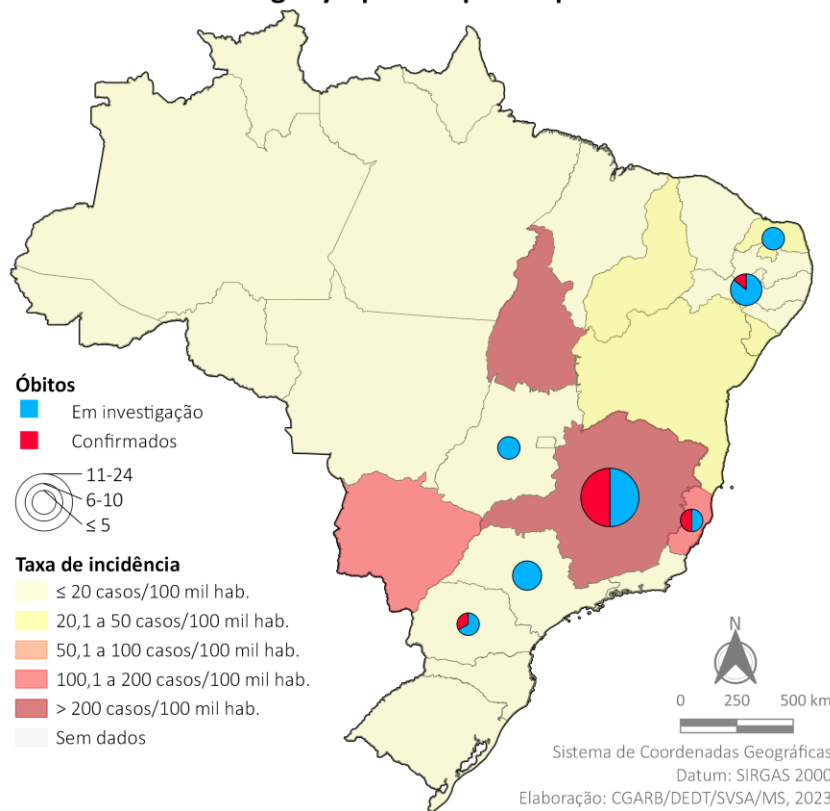 Óbitos
Em investigação
Confirmados
11-24
6-10
≤ 5
Taxa de incidência
≤ 20 casos/100 mil hab.
20,1 a 50 casos/100 mil hab.
50,1 a 100 casos/100 mil hab.
100,1 a 200 casos/100 mil hab.
> 200 casos/100 mil hab.
Sem dados
N
0 250 500 km
Sistema de Coordenadas Geográficas
Datum: SIRGAS 2000
Elaboração: CGARB/DEDT/SVSA/MS, 2023